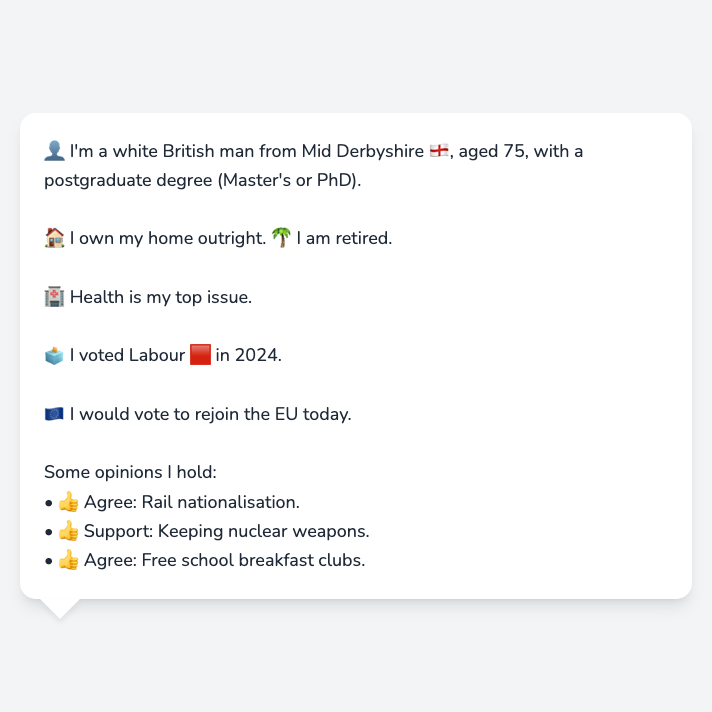 👤 I'm a white British man from Mid Derbyshire 🏴󠁧󠁢󠁥󠁮󠁧󠁿, aged 75, with a
postgraduate degree (Master's or PhD).
🏠 I own my home outright. 🌴 I am retired.
🏥 Health is my top issue.
🗳️ I voted Labour 🟥 in 2024.
🇪🇺 I would vote to rejoin the EU today.
Some opinions I hold:
• 👍 Agree: Rail nationalisation.
• 👍 Support: Keeping nuclear weapons.
• 👍 Agree: Free school breakfast clubs.